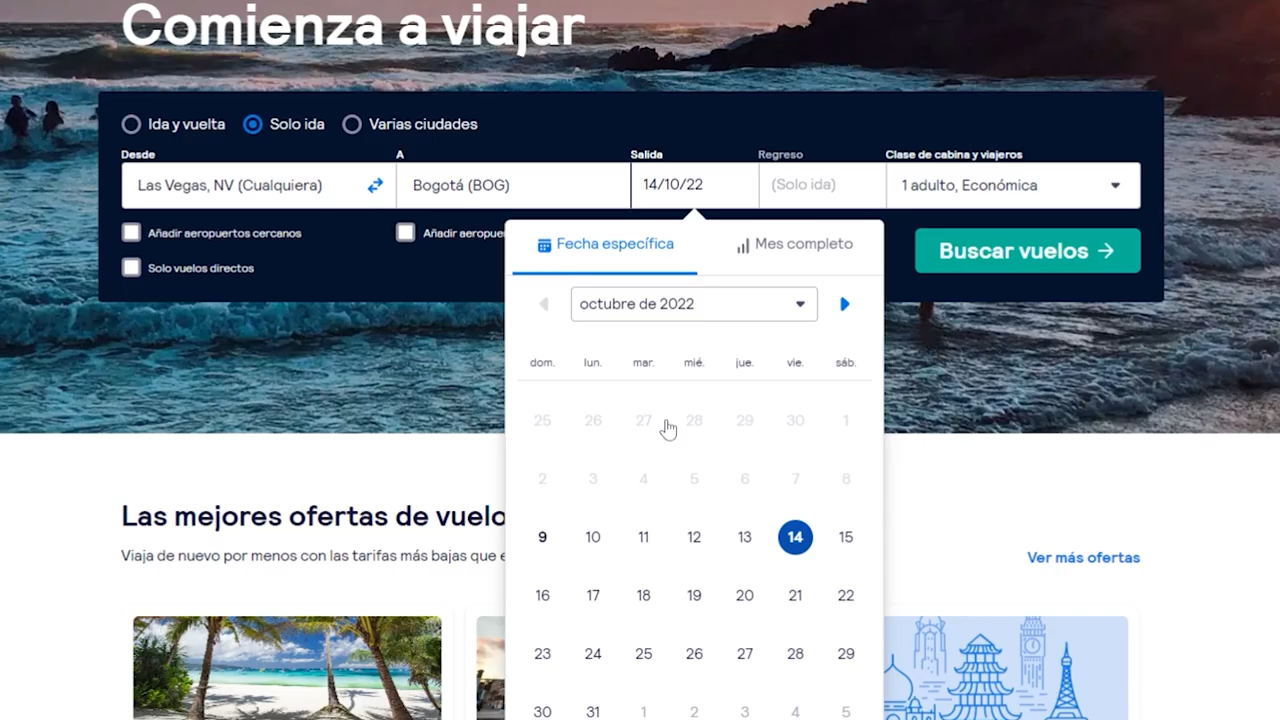 Comienza a viajar
Ida y vuelta Solo ida Varias ciudades
Desde A Salida Regreso Clase de cabina y viajeros
Las Vegas, NV (Cualquiera) Bogotá (BOG) 14/10/22 (Solo ida) 1 adulto, Económica
Añadir aeropuertos cercanos Añadir
Solo vuelos directos
Buscar vuelos
Fecha específica Mes completo
octubre de 2022
dom. lun. mar. mié. jue. vie. sáb.
25 26 27 28 29 30 1
2 3 4 5 6 7 8
9 10 11 12 13 14 15
16 17 18 19 20 21 22
23 24 25 26 27 28 29
30 31 1 2 3 4 5
Las mejores ofertas de vuelo
Viaja de nuevo por menos con las tarifas más bajas que
Ver más ofertas